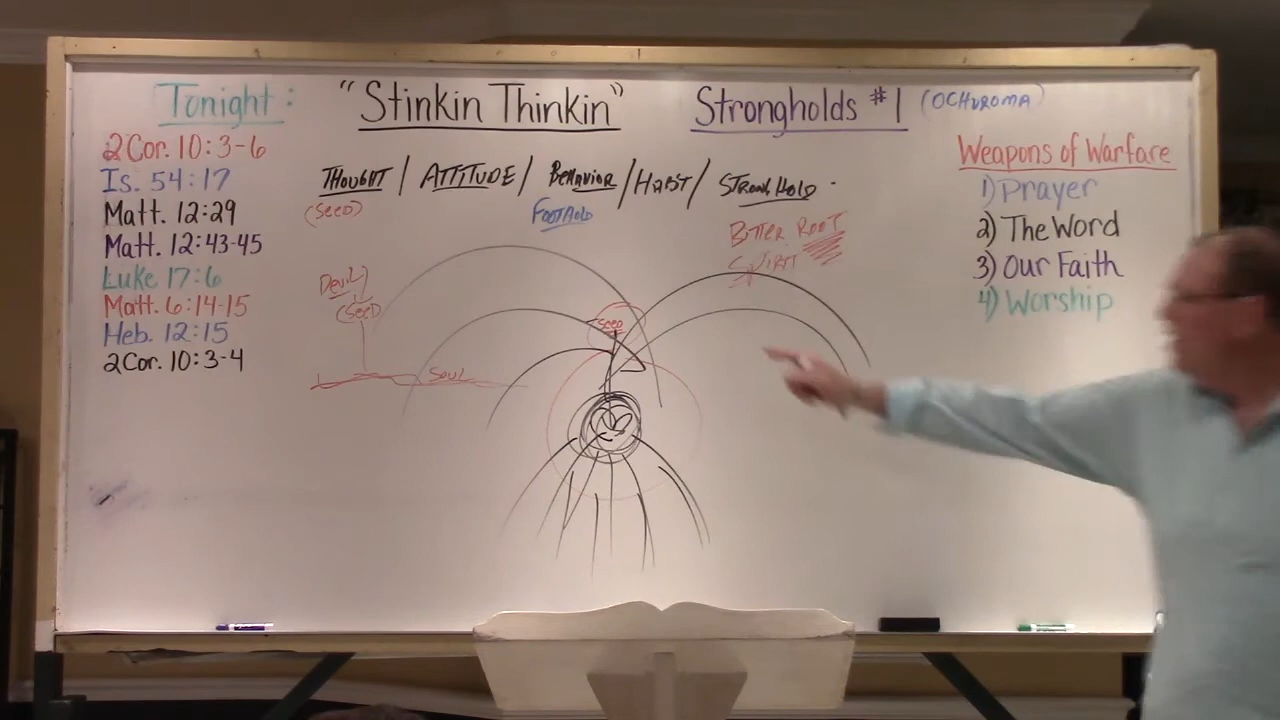 Tonight: "Stinkin Thinkin" Strongholds #1 (OCHUROMA)
2Cor. 10:3-6
Is. 54:17
Matt. 12:29
Matt. 12:43-45
Luke 17:6
Matt. 6:14-15
Heb. 12:15
2Cor. 10:3-4
THOUGHT / ATTITUDE / BEHAVIOR / HABIT / STRONGHOLD.
(SEED)
FOOTHOLD
BITTER ROOT
SPIRIT
DEVIL
(SEED)
SOUL
SEED
Weapons of Warfare
1) Prayer
2) The Word
3) Our Faith
4) Worship